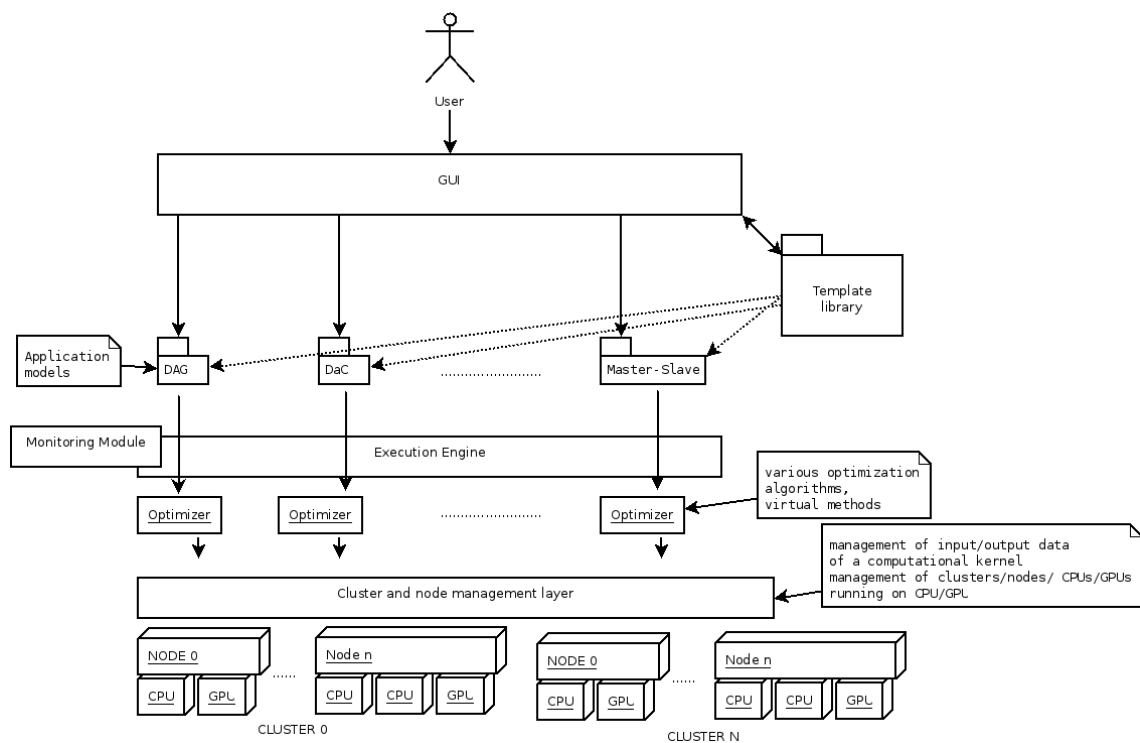 User
GUI
Template
library
Application
models
DAG
DaC
Master-Slave
Monitoring Module
Execution Engine
various optimization
algorithms,
virtual methods
Optimizer
Optimizer
Optimizer
management of input/output data
of a computational kernel
management of clusters/nodes/ CPUs/GPUs
running on CPU/GPU
Cluster and node management layer
NODE 0
Node n
NODE 0
Node n
CPU
GPU
CPU
CPU
GPU
CPU
GPU
CPU
CPU
GPU
CLUSTER 0
CLUSTER N